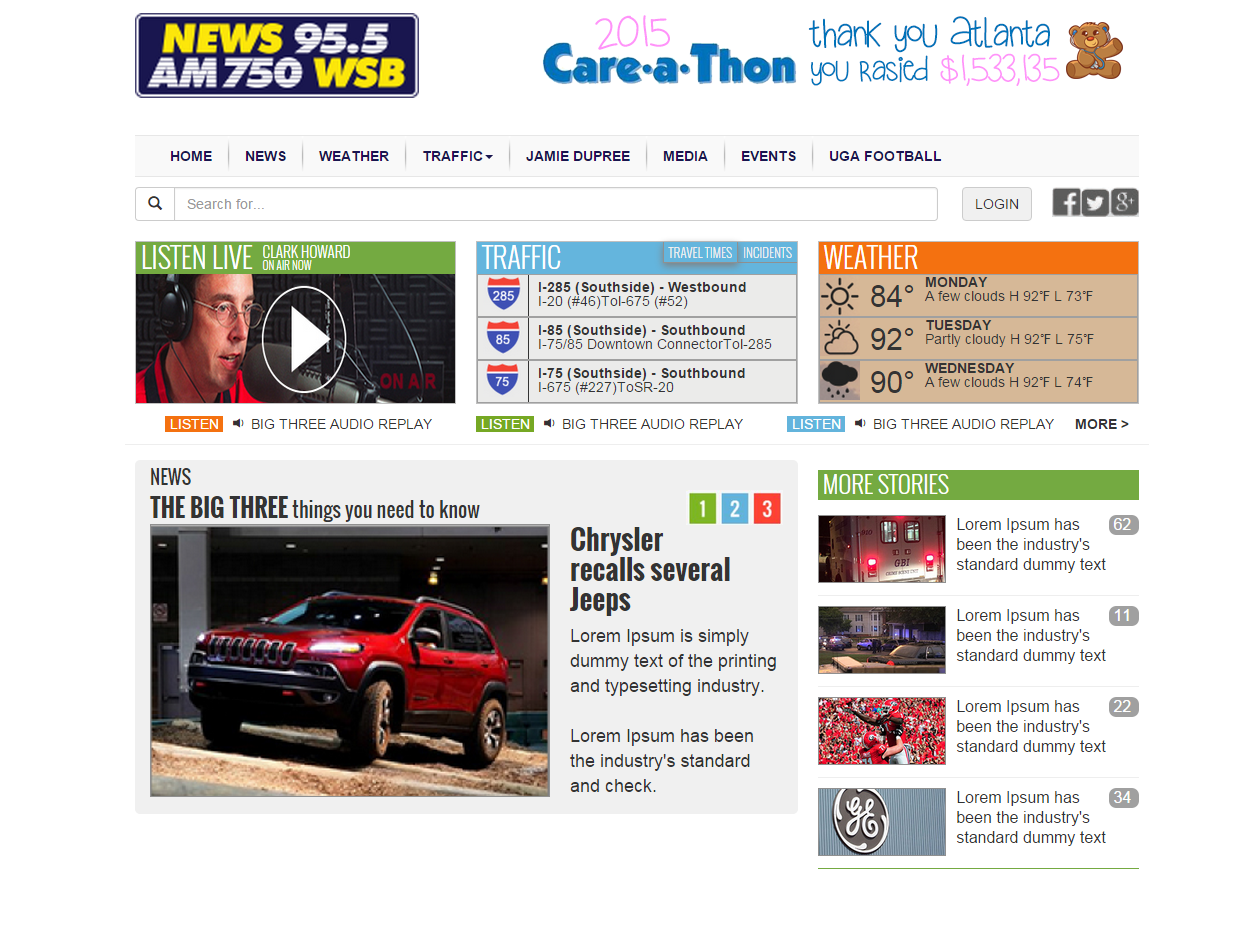 NEWS 95.5
AM 750 WSB
2015
Care•a•Thon
thank you atlanta
you rasied $1,533,135
HOME NEWS WEATHER TRAFFIC JAMIE DUPREE MEDIA EVENTS UGA FOOTBALL
Search for... LOGIN
LISTEN LIVE
CLARK HOWARD
ON AIR NOW
ON AIR
TRAFFIC TRAVEL TIMES INCIDENTS
285
I-285 (Southside) - Westbound
I-20 (#46)ToI-675 (#52)
85
I-85 (Southside) - Southbound
I-75/85 Downtown ConnectorToI-285
75
I-75 (Southside) - Southbound
I-675 (#227)ToSR-20
WEATHER
84°
MONDAY
A few clouds H 92°F L 73°F
92°
TUESDAY
Partly cloudy H 92°F L 75°F
90°
WEDNESDAY
A few clouds H 92°F L 74°F
LISTEN BIG THREE AUDIO REPLAY
LISTEN BIG THREE AUDIO REPLAY
LISTEN BIG THREE AUDIO REPLAY
MORE >
NEWS
THE BIG THREE things you need to know
1 2 3
Chrysler
recalls several
Jeeps
Lorem Ipsum is simply
dummy text of the printing
and typesetting industry.
Lorem Ipsum has been
the industry's standard
and check.
MORE STORIES
GBI
Lorem Ipsum has 62
been the industry's
standard dummy text
Lorem Ipsum has 11
been the industry's
standard dummy text
Lorem Ipsum has 22
been the industry's
standard dummy text
GE
Lorem Ipsum has 34
been the industry's
standard dummy text